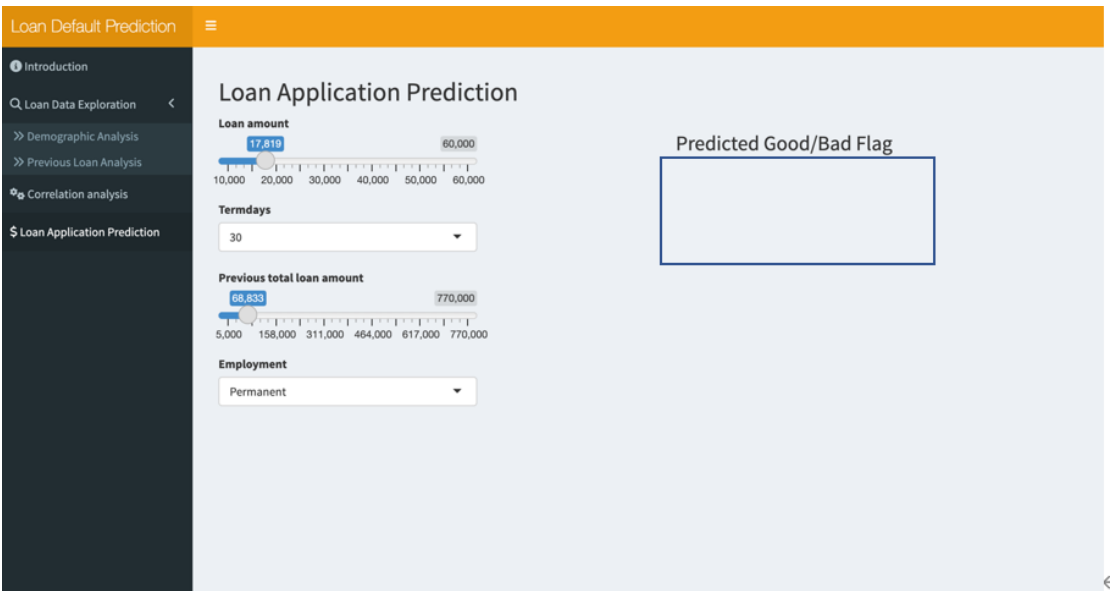 Loan Default Prediction
Introduction
Loan Data Exploration
Demographic Analysis
Previous Loan Analysis
Correlation analysis
$ Loan Application Prediction
Loan Application Prediction
Loan amount
17,819 60,000
10,000 20,000 30,000 40,000 50,000 60,000
Termdays
30
Previous total loan amount
68,833 770,000
5,000 158,000 311,000 464,000 617,000 770,000
Employment
Permanent
Predicted Good/Bad Flag